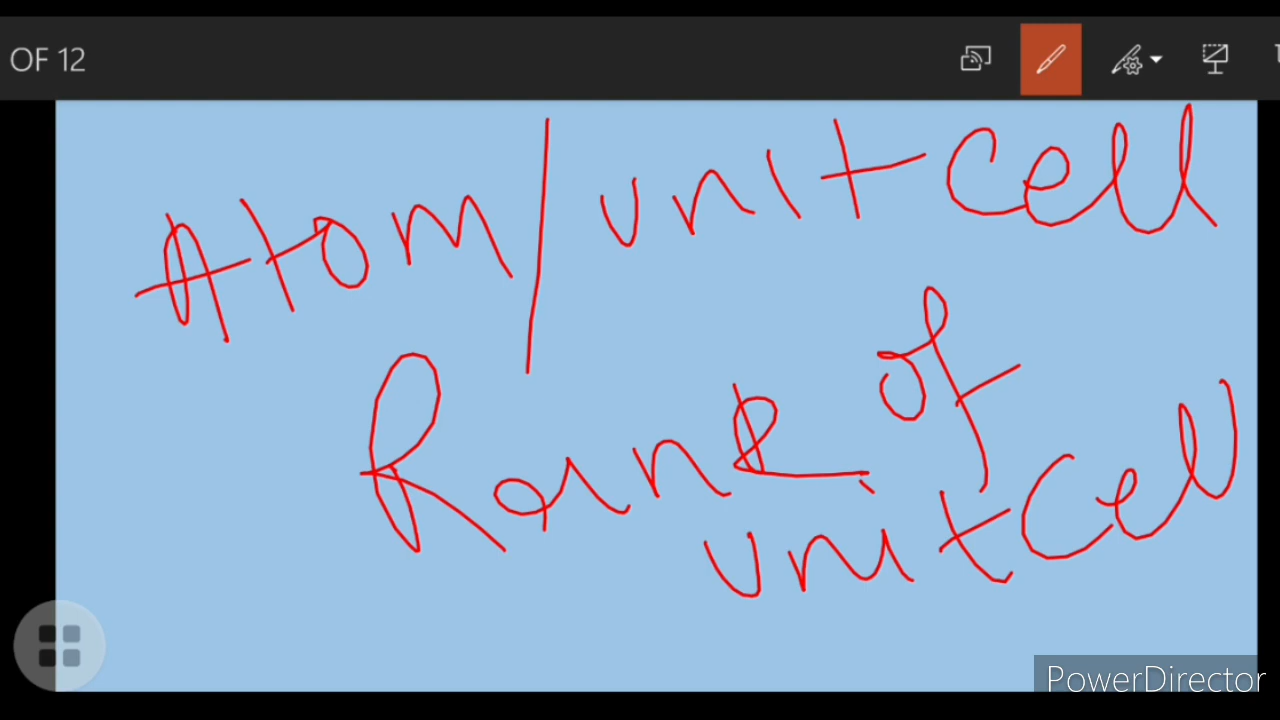 OF 12
Atom/unitcell
Rank of
unitcell
PowerDirector